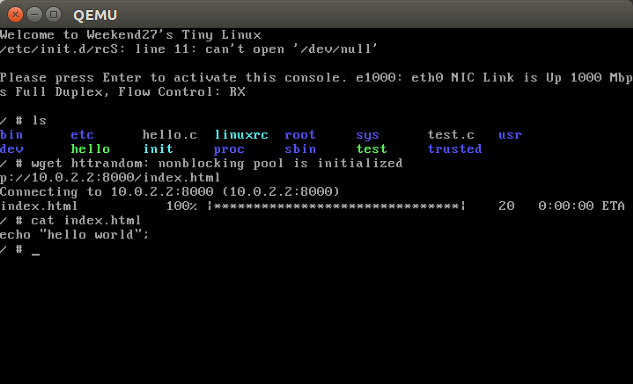 QEMU
Welcome to Weekend27's Tiny Linux
/etc/init.d/rcS: line 11: can't open '/dev/null'
Please press Enter to activate this console. e1000: eth0 NIC Link is Up 1000 Mbp
s Full Duplex, Flow Control: RX
/ # ls
bin      etc      hello.c  linuxrc  root     sys      test.c   usr
dev      hello    init     proc     sbin     test     trusted
/ # wget httrandom: nonblocking pool is initialized
p://10.0.2.2:8000/index.html
Connecting to 10.0.2.2:8000 (10.0.2.2:8000)
index.html           100% |*******************************|    20   0:00:00 ETA
/ # cat index.html
echo "hello world";
/ # _